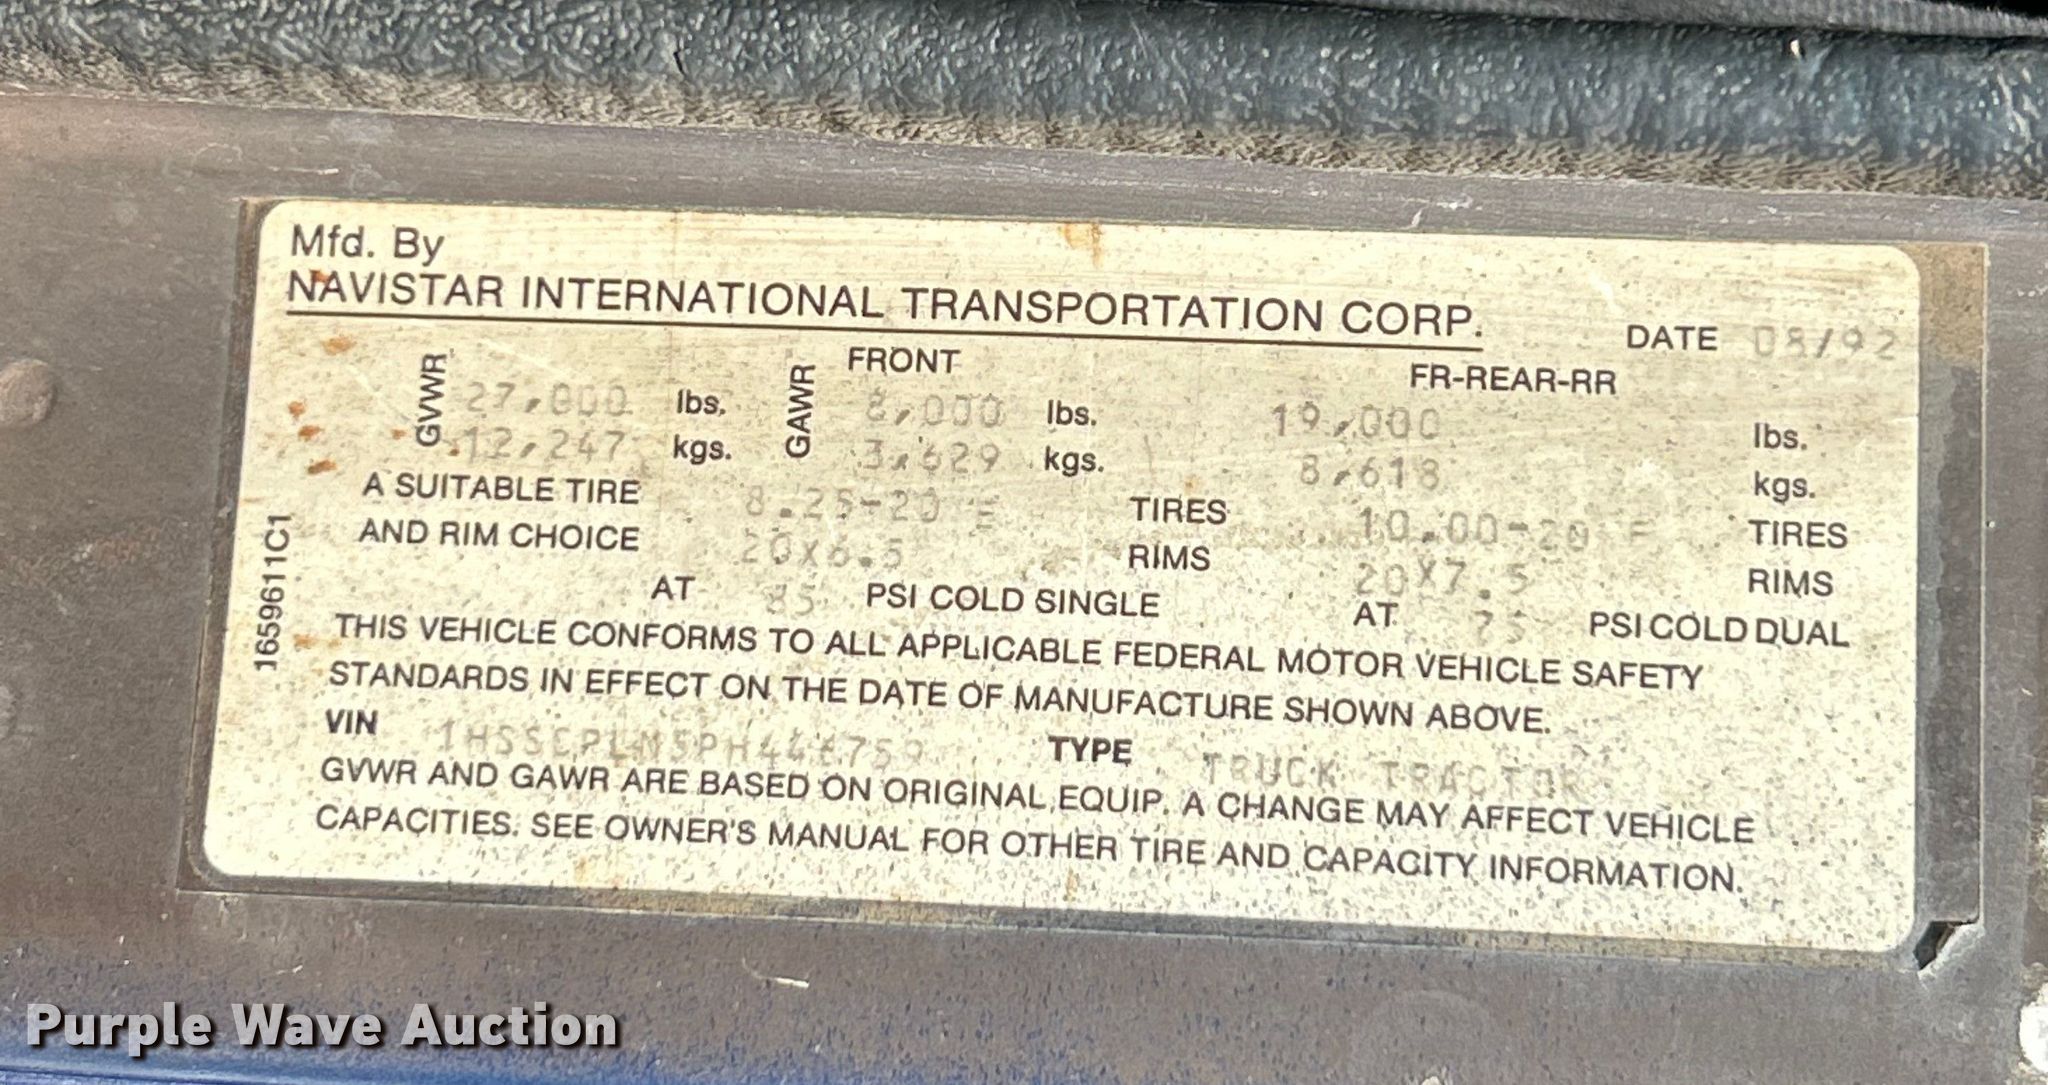 Mfd. By
NAVISTAR INTERNATIONAL TRANSPORTATION CORP.
DATE 08/92
GVWR 27,000 lbs. GAWR FRONT 8,000 lbs. FR-REAR-RR 19,000 lbs.
12,247 kgs. 3,629 kgs. 8,618 kgs.
A SUITABLE TIRE 8.25-20 E TIRES 10.00-20 F TIRES
AND RIM CHOICE 20X6.5 RIMS 20X7.5 RIMS
AT 85 PSI COLD SINGLE AT 75 PSI COLD DUAL
THIS VEHICLE CONFORMS TO ALL APPLICABLE FEDERAL MOTOR VEHICLE SAFETY
STANDARDS IN EFFECT ON THE DATE OF MANUFACTURE SHOWN ABOVE.
VIN TYPE TRUCK TRACTOR
GVWR AND GAWR ARE BASED ON ORIGINAL EQUIP. A CHANGE MAY AFFECT VEHICLE
CAPACITIES. SEE OWNER'S MANUAL FOR OTHER TIRE AND CAPACITY INFORMATION.
1659611C1
Purple Wave Auction